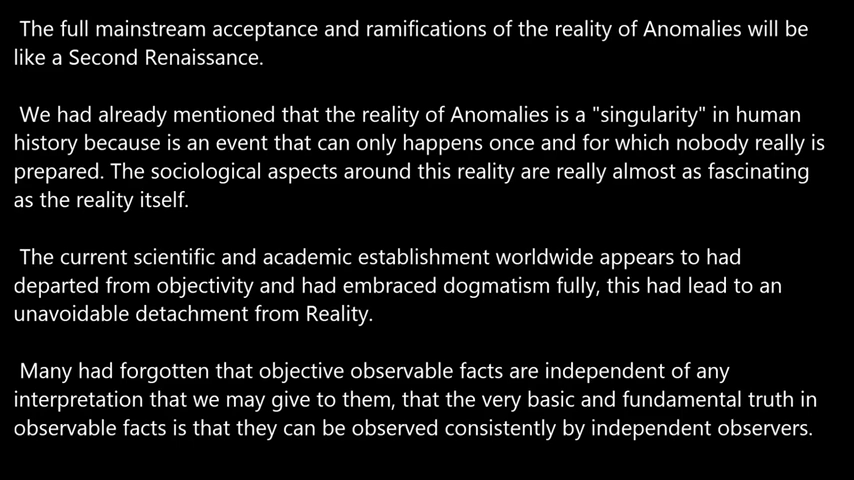 The full mainstream acceptance and ramifications of the reality of Anomalies will be
like a Second Renaissance.
We had already mentioned that the reality of Anomalies is a "singularity" in human
history because is an event that can only happens once and for which nobody really is
prepared. The sociological aspects around this reality are really almost as fascinating
as the reality itself.
The current scientific and academic establishment worldwide appears to had
departed from objectivity and had embraced dogmatism fully, this had lead to an
unavoidable detachment from Reality.
Many had forgotten that objective observable facts are independent of any
interpretation that we may give to them, that the very basic and fundamental truth in
observable facts is that they can be observed consistently by independent observers.